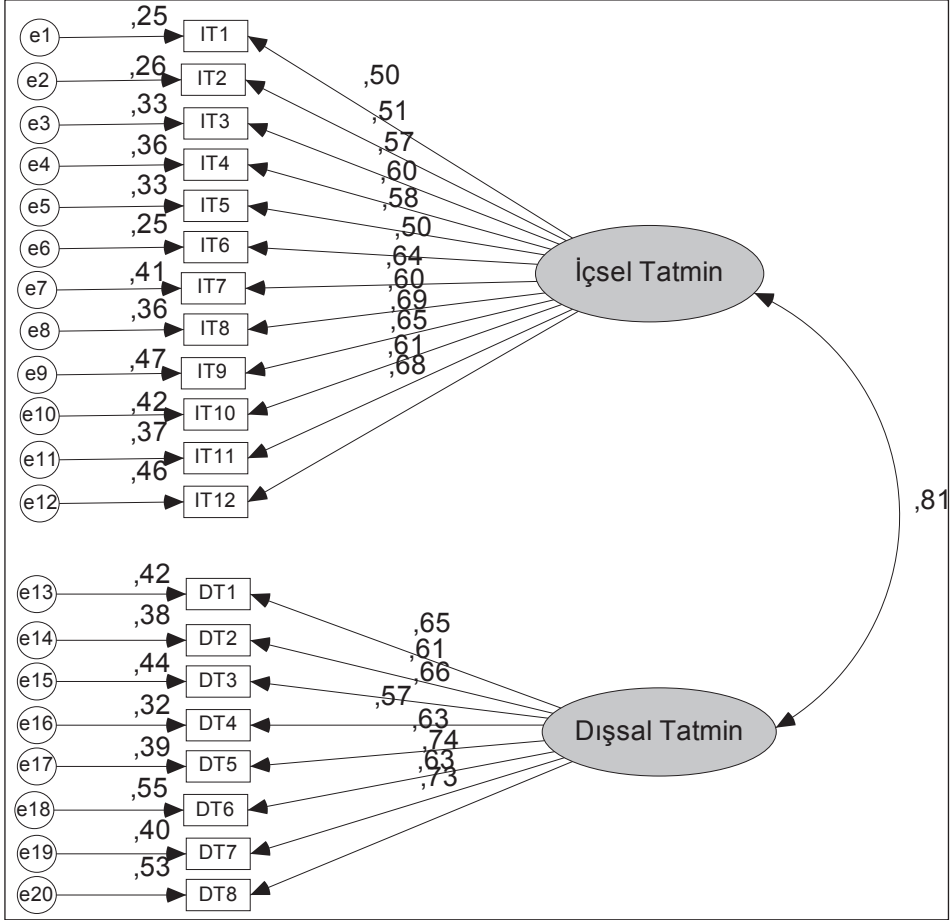 e1 ,25 IT1
e2 ,26 IT2
e3 ,33 IT3
e4 ,36 IT4
e5 ,33 IT5
e6 ,25 IT6
e7 ,41 IT7
e8 ,36 IT8
e9 ,47 IT9
e10 ,42 IT10
e11 ,37 IT11
e12 ,46 IT12
,50
,51
,57
,60
,58
,50
,64
,60
,69
,65
,61
,68
İçsel Tatmin
,81
e13 ,42 DT1
e14 ,38 DT2
e15 ,44 DT3
e16 ,32 DT4
e17 ,39 DT5
e18 ,55 DT6
e19 ,40 DT7
e20 ,53 DT8
,65
,61
,66
,57
,63
,74
,63
,73
Dışsal Tatmin